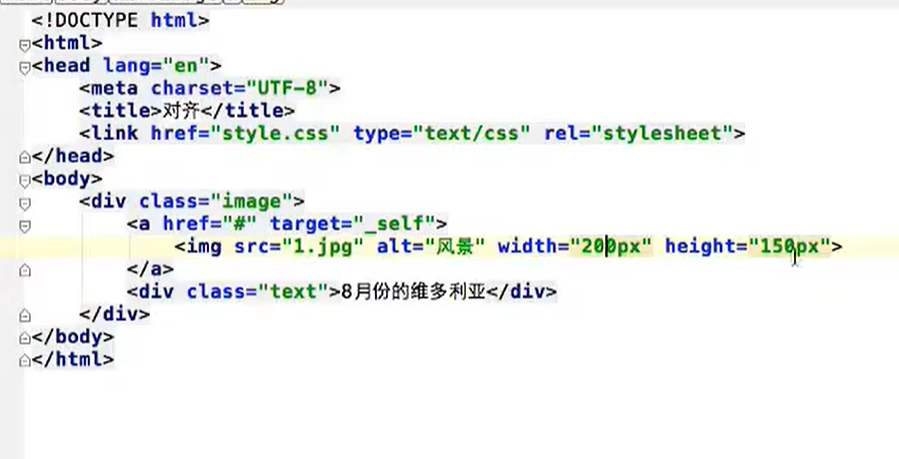 <!DOCTYPE html>
<html>
<head lang="en">
<meta charset="UTF-8">
<title>对齐</title>
<link href="style.css" type="text/css" rel="stylesheet">
</head>
<body>
<div class="image">
<a href="#" target="_self">
<img src="1.jpg" alt="风景" width="200px" height="150px">
</a>
<div class="text">8月份的维多利亚</div>
</div>
</body>
</html>